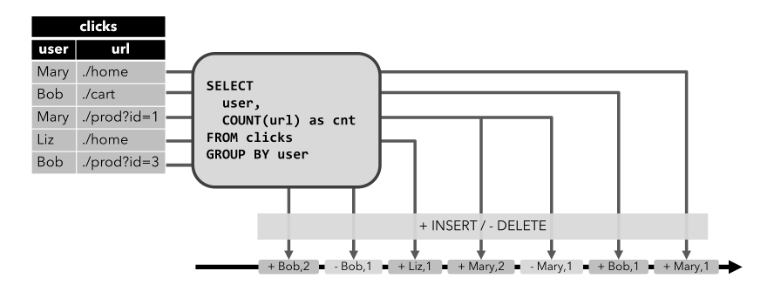 clicks
user url
Mary ./home
Bob ./cart
Mary ./prod?id=1
Liz ./home
Bob ./prod?id=3
SELECT
user,
COUNT(url) as cnt
FROM clicks
GROUP BY user
+ INSERT / - DELETE
+ Bob,2 - Bob,1 + Liz,1 + Mary,2 - Mary,1 + Bob,1 + Mary,1